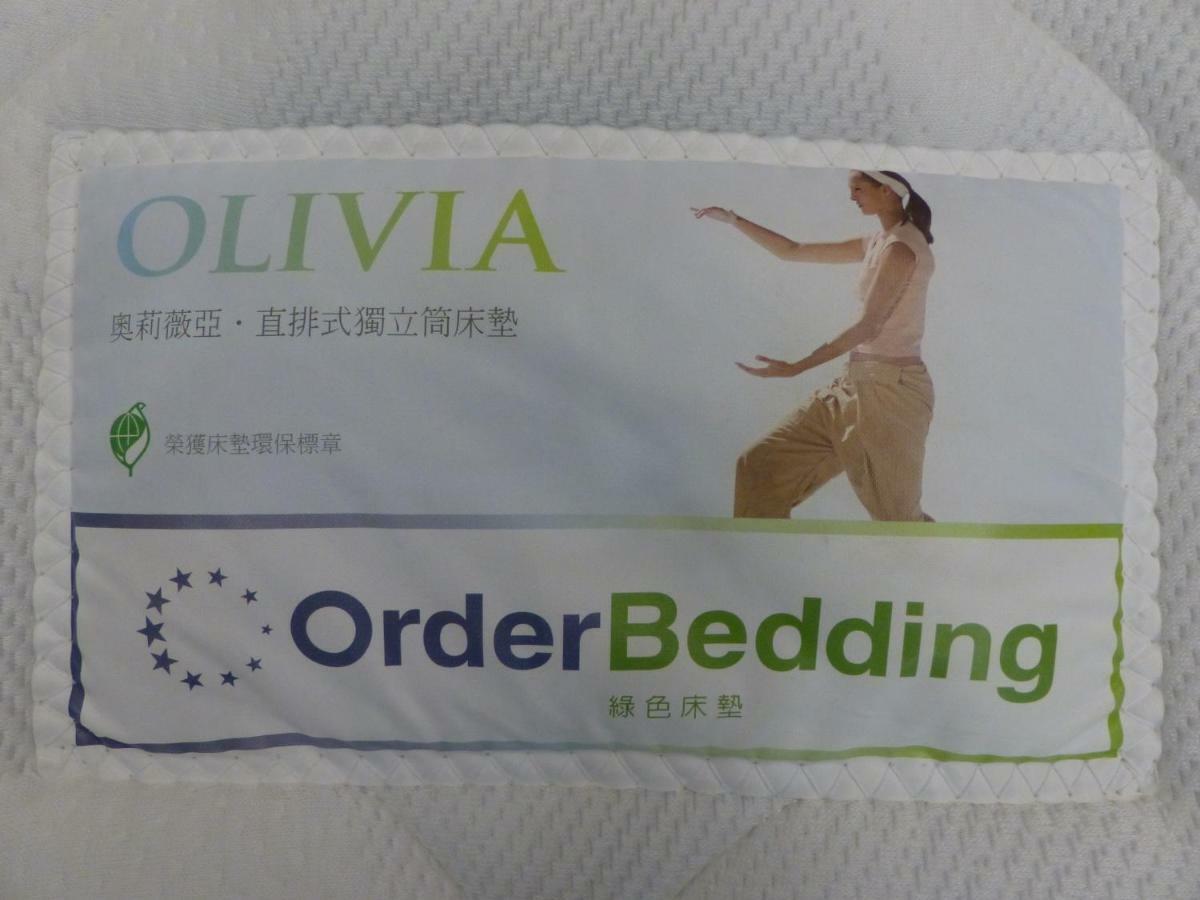 OLIVIA
奧莉薇亞・直排式獨立筒床墊
榮獲床墊環保標章
OrderBedding
綠色床墊